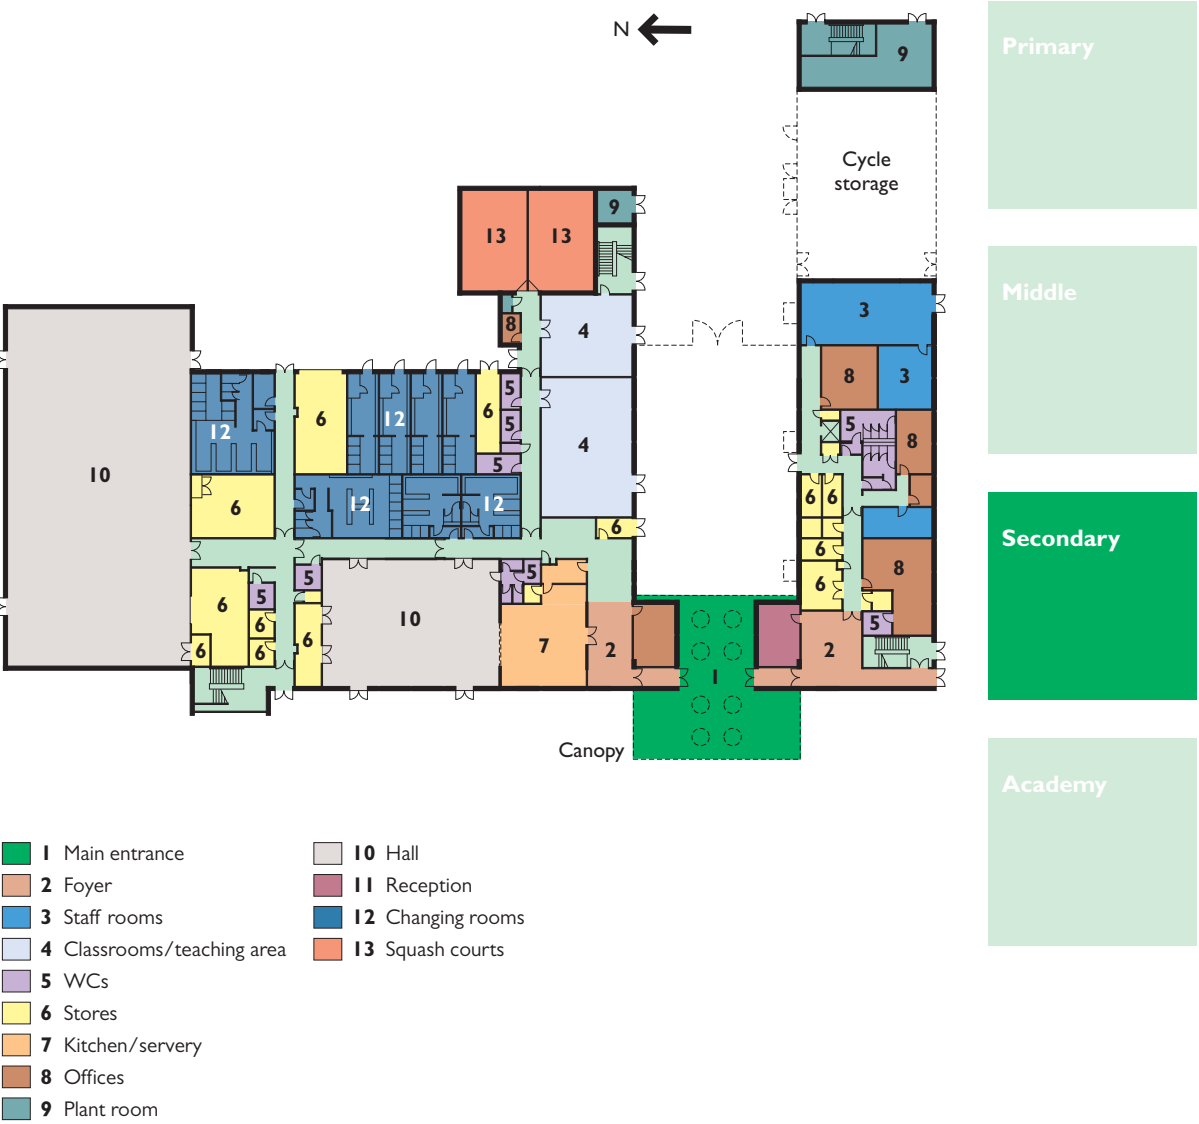 N
Primary
9
Cycle
storage
9
13
13
Middle
3
8
4
8
3
5
12
6
12
6
5
5
8
4
5
10
12
12
6
6
6
6
Secondary
6
5
5
8
6
5
6
6
10
5
6
6
7
2
2
6
6
1
Canopy
Academy
1 Main entrance
2 Foyer
3 Staff rooms
4 Classrooms/teaching area
5 WCs
6 Stores
7 Kitchen/servery
8 Offices
9 Plant room
10 Hall
11 Reception
12 Changing rooms
13 Squash courts